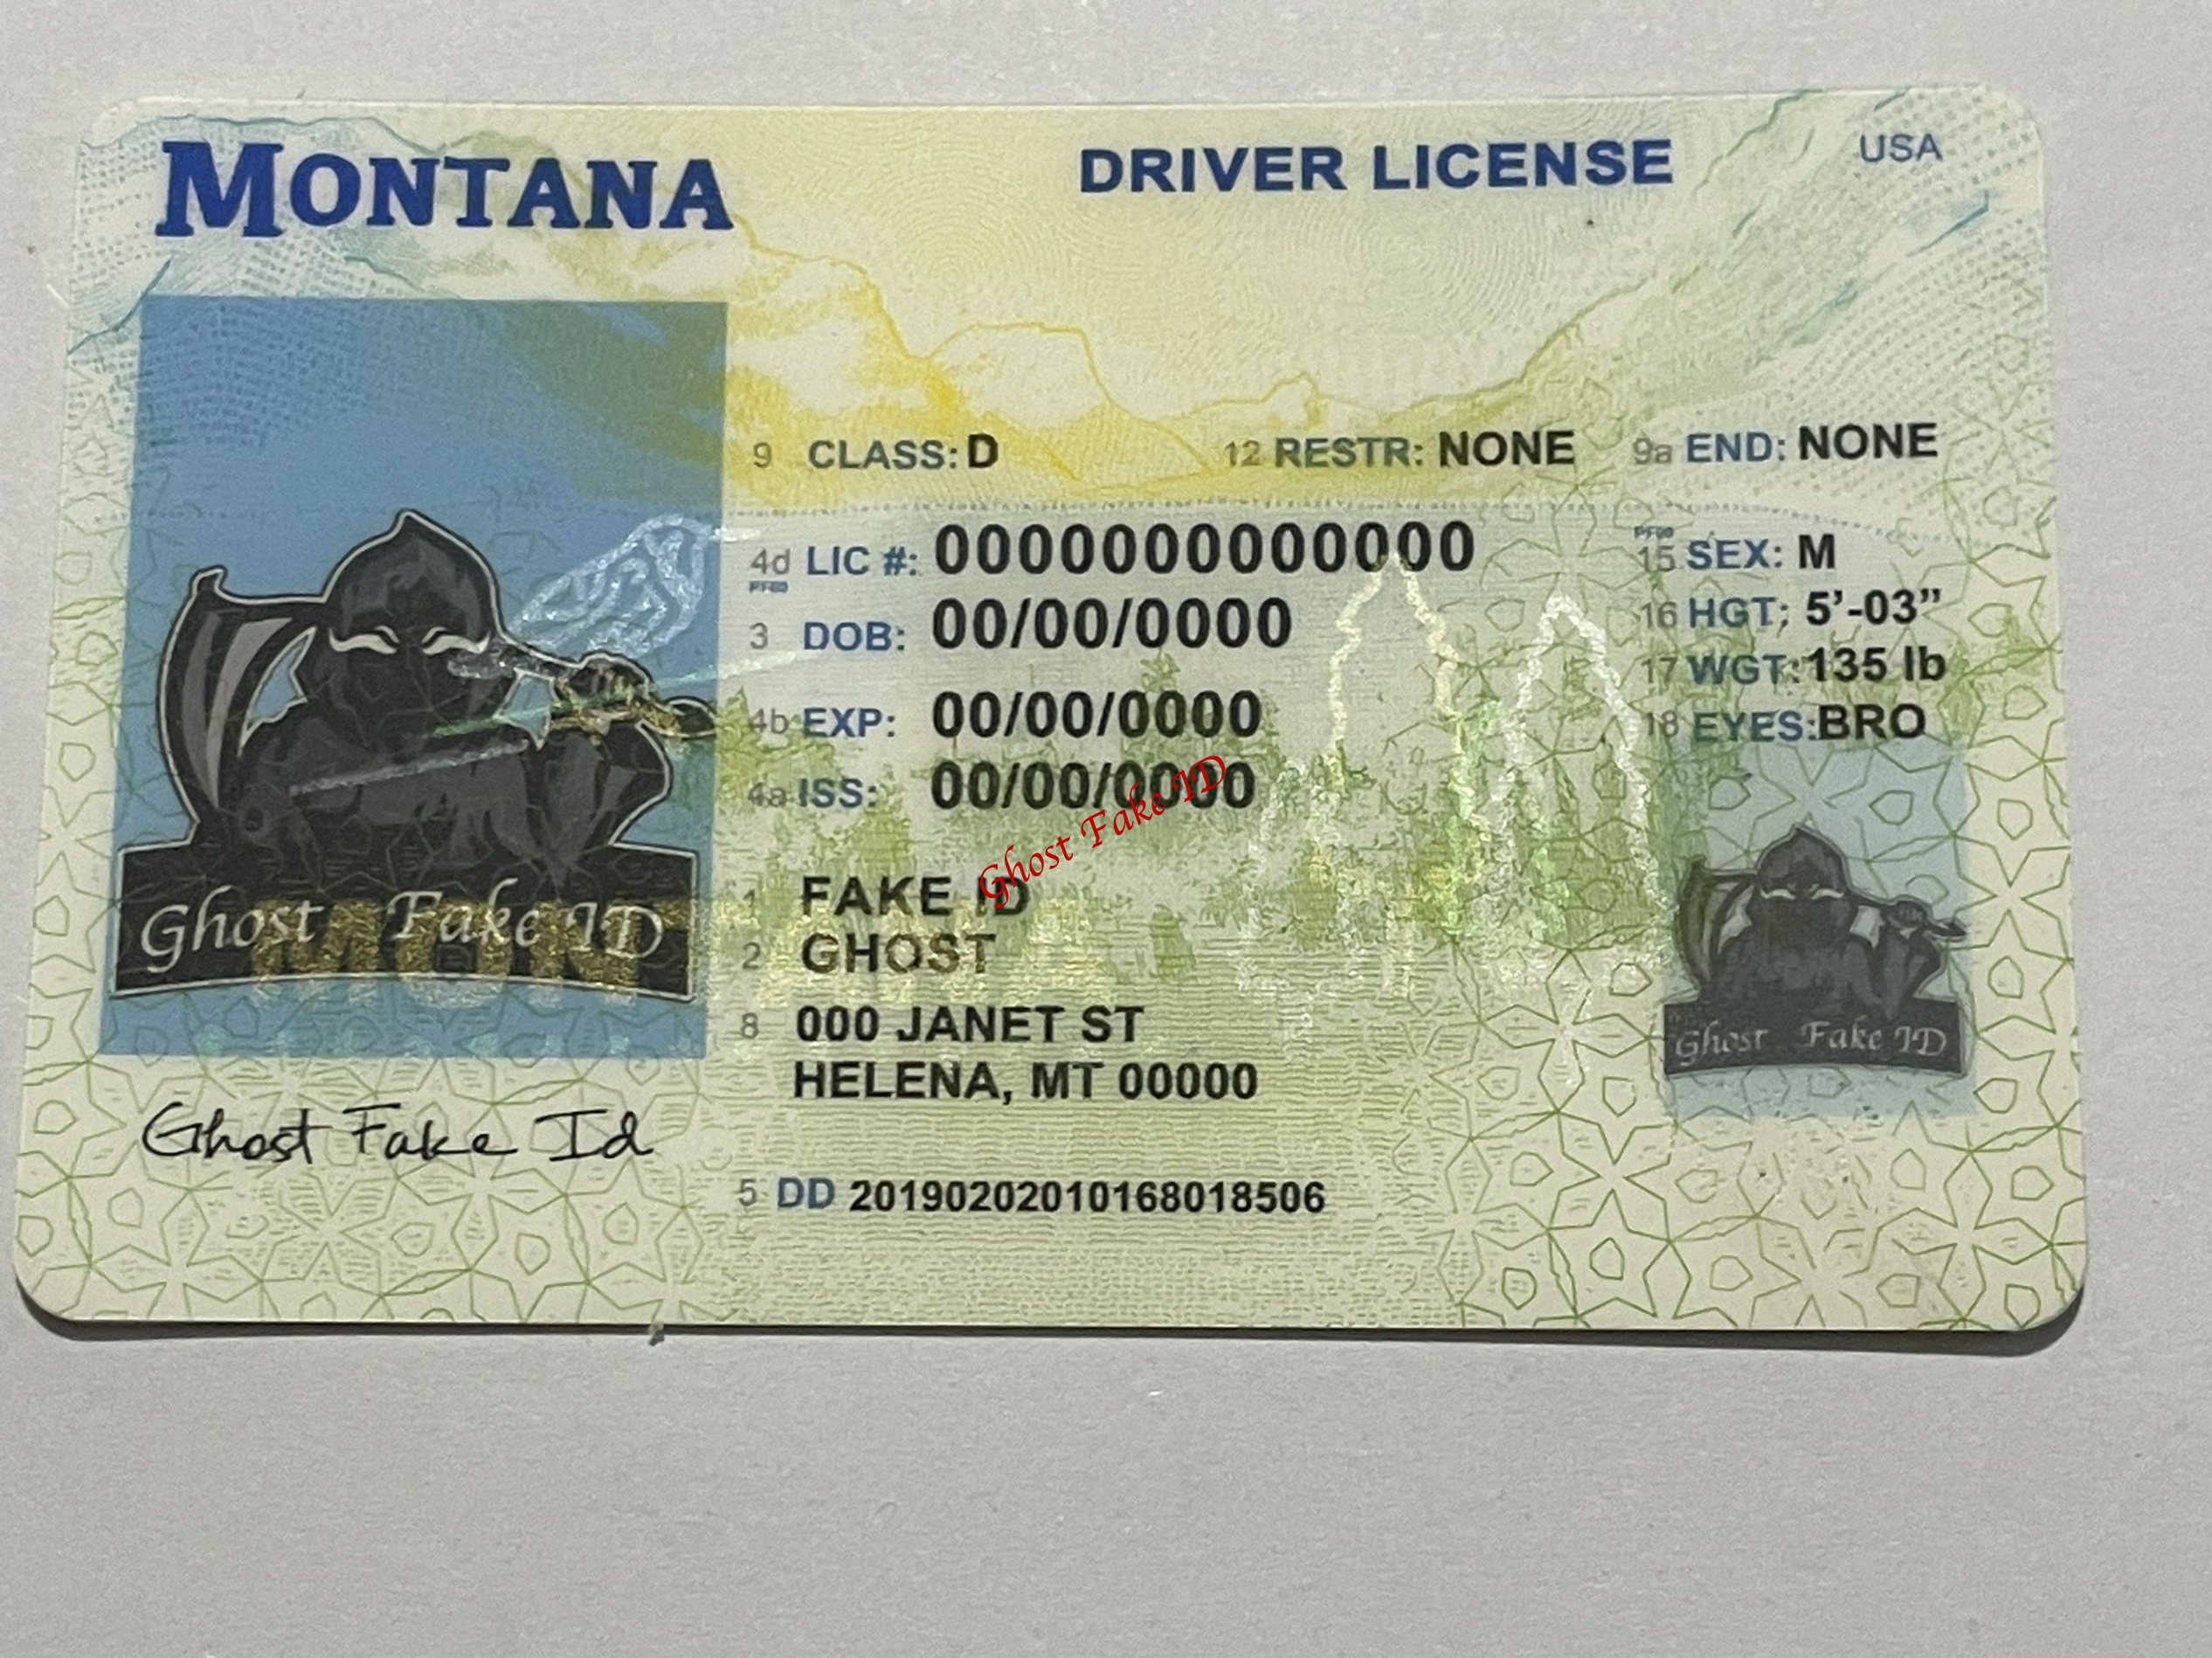 MONTANA
DRIVER LICENSE
USA
9 CLASS: D
12 RESTR: NONE
9a END: NONE
4d LIC #: 0000000000000
15 SEX: M
3 DOB: 00/00/0000
16 HGT: 5’-03”
17 WGT: 135 lb
4b EXP: 00/00/0000
18 EYES: BRO
4a ISS: 00/00/0000
Ghost Fake ID
1 FAKE ID
2 GHOST
Ghost Fake ID
MONTANA
8 000 JANET ST
HELENA, MT 00000
Ghost Fake ID
Ghost Fake Id
5 DD 20190202010168018506